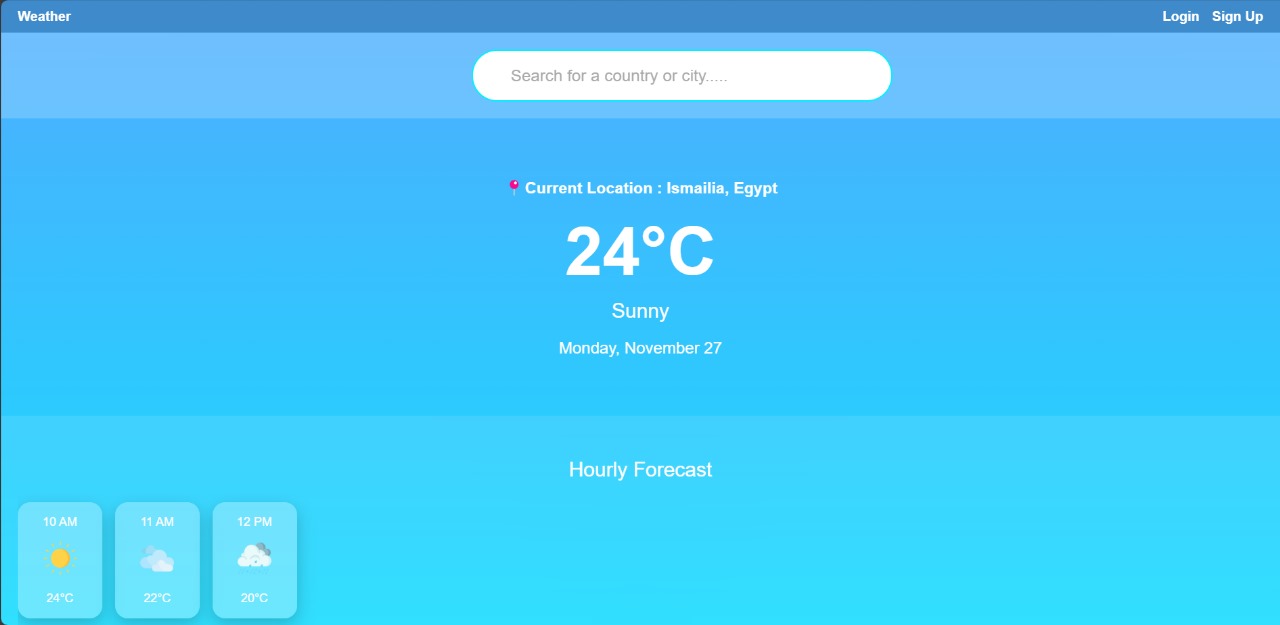 Weather
Login Sign Up
Search for a country or city.....
Current Location : Ismailia, Egypt
24°C
Sunny
Monday, November 27
Hourly Forecast
10 AM 11 AM 12 PM
24°C 22°C 20°C